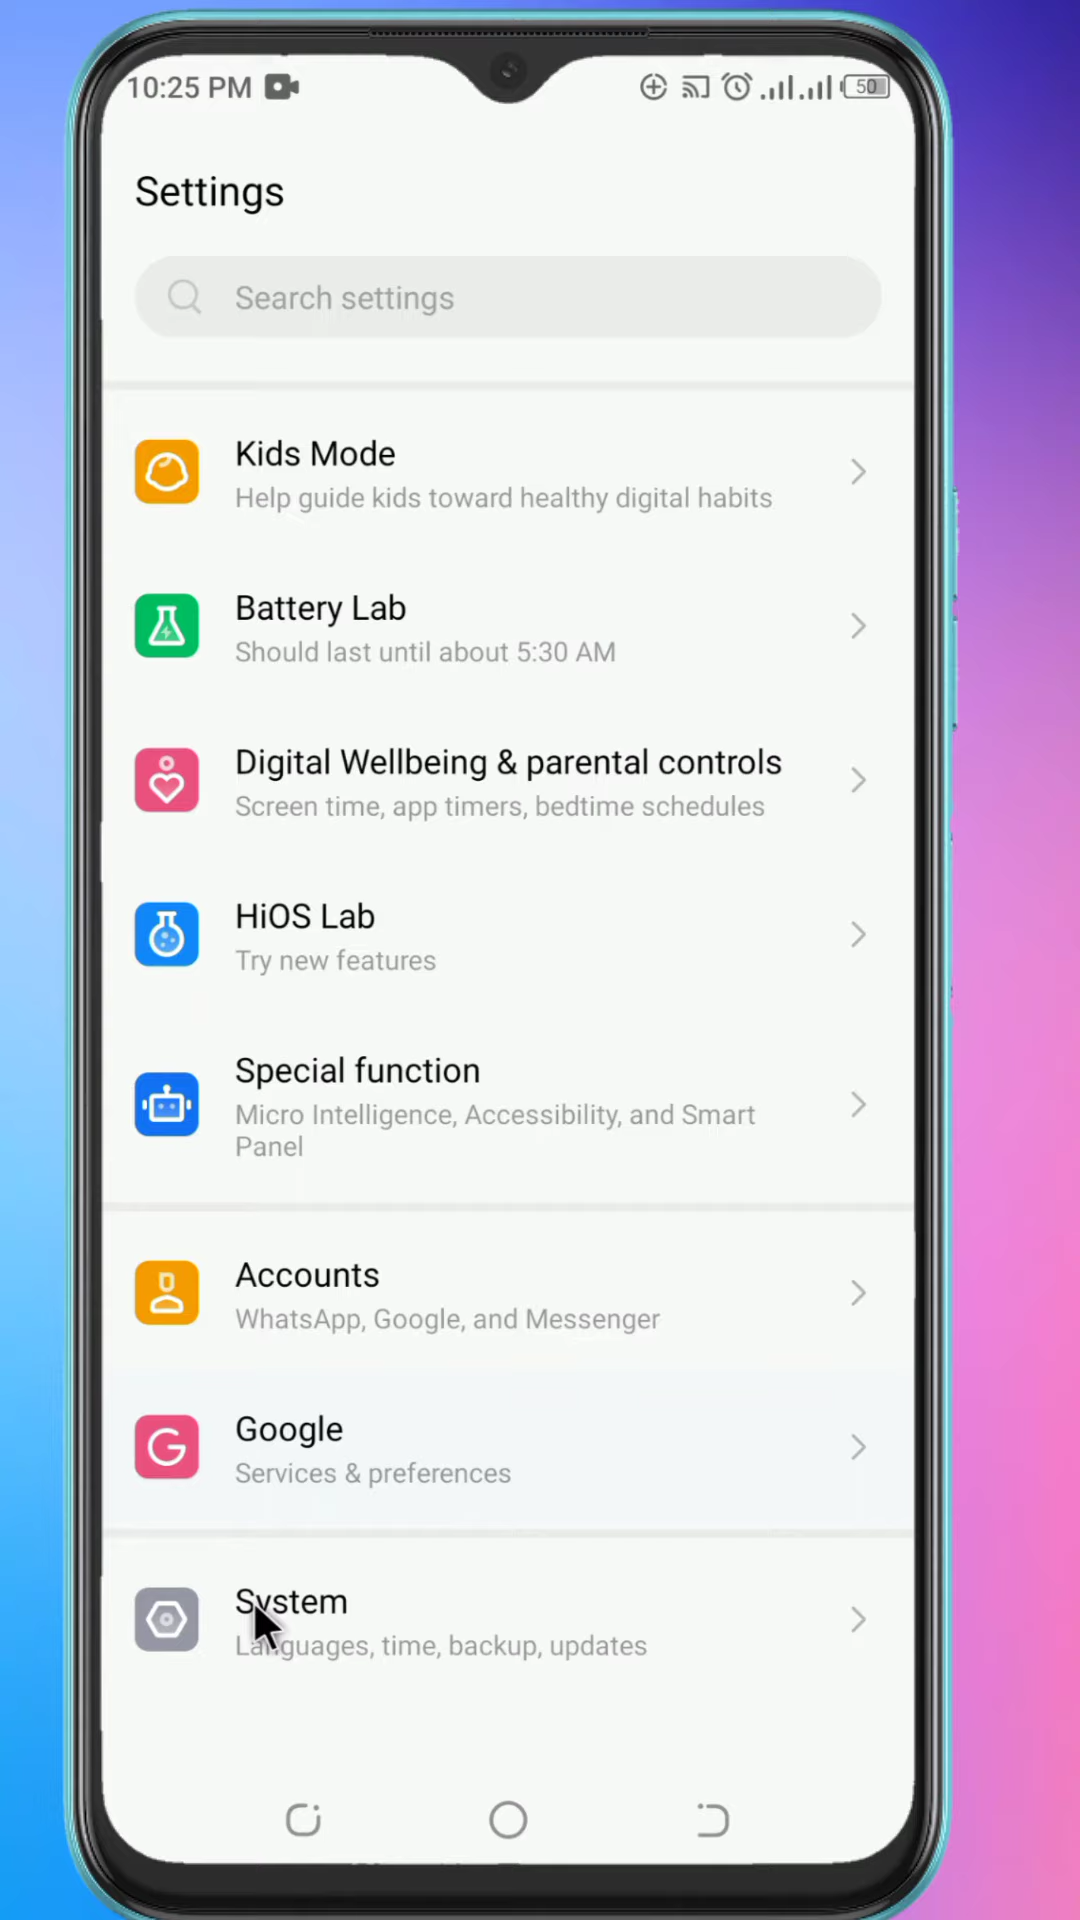 10:25 PM
50
Settings
Search settings
Kids Mode
Help guide kids toward healthy digital habits
Battery Lab
Should last until about 5:30 AM
Digital Wellbeing & parental controls
Screen time, app timers, bedtime schedules
HiOS Lab
Try new features
Special function
Micro Intelligence, Accessibility, and Smart
Panel
Accounts
WhatsApp, Google, and Messenger
Google
Services & preferences
System
Languages, time, backup, updates